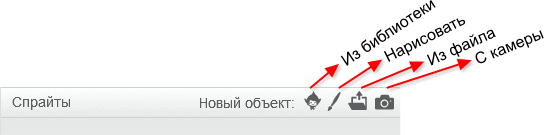 Из библиотеки
Нарисовать
Из файла
С камеры
Спрайты
Новый объект: